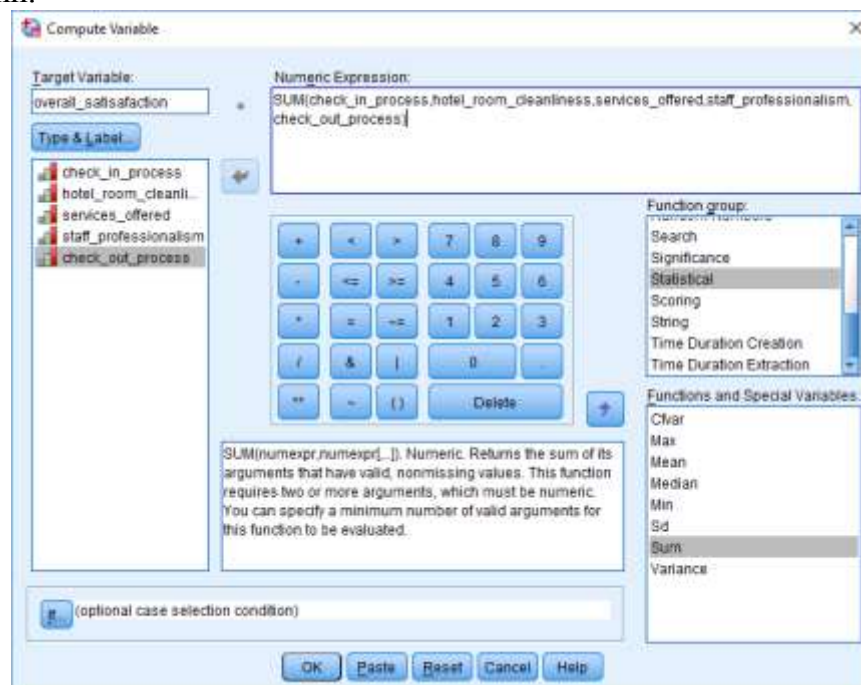 Compute Variable
Target Variable:
overall_satisafaction
=
Type & Label...
check_in_process
hotel_room_cleanli...
services_offered
staff_professionalism
check_out_process
Numeric Expression:
SUM(check_in_process,hotel_room_cleanliness,services_offered,staff_professionalism,
check_out_process)
+ < > 7 8 9
- <= >= 4 5 6
* = ~= 1 2 3
/ & | 0 .
** ~ ( ) Delete
SUM(numexpr,numexpr[,..]). Numeric. Returns the sum of its
arguments that have valid, nonmissing values. This function
requires two or more arguments, which must be numeric.
You can specify a minimum number of valid arguments for
this function to be evaluated.
Function group:
Search
Significance
Statistical
Scoring
String
Time Duration Creation
Time Duration Extraction
Functions and Special Variables:
Cfvar
Max
Mean
Median
Min
Sd
Sum
Variance
If... (optional case selection condition)
OK Paste Reset Cancel Help